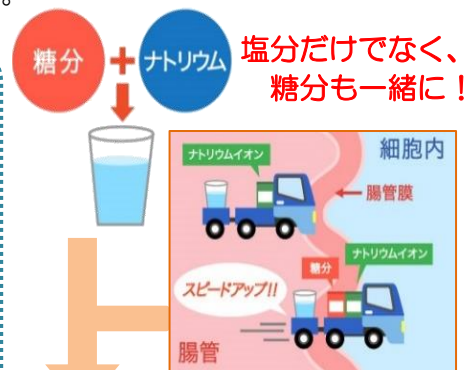 。
糖分
ナトリウム
塩分だけでなく、
糖分も一緒に！
ナトリウムイオン
細胞内
腸管膜
ナトリウムイオン
糖分
スピードアップ!!
腸管